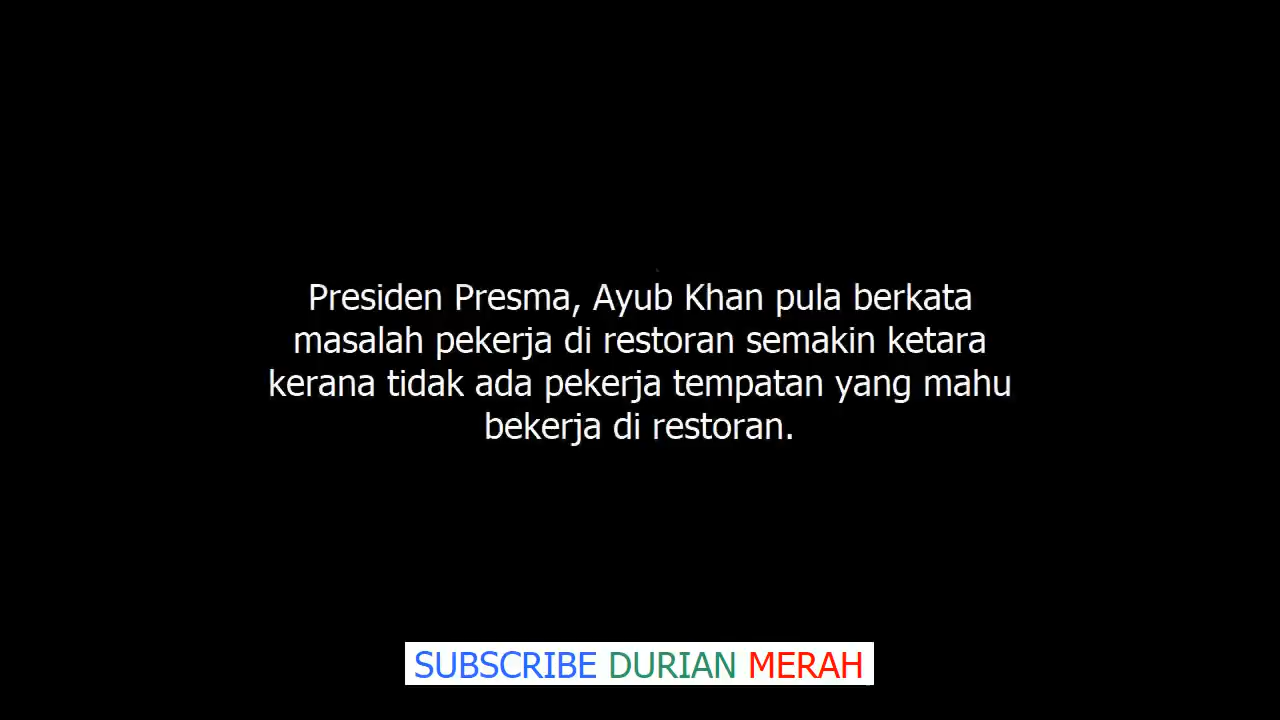 Presiden Presma, Ayub Khan pula berkata
masalah pekerja di restoran semakin ketara
kerana tidak ada pekerja tempatan yang mahu
bekerja di restoran.
SUBSCRIBE DURIAN MERAH